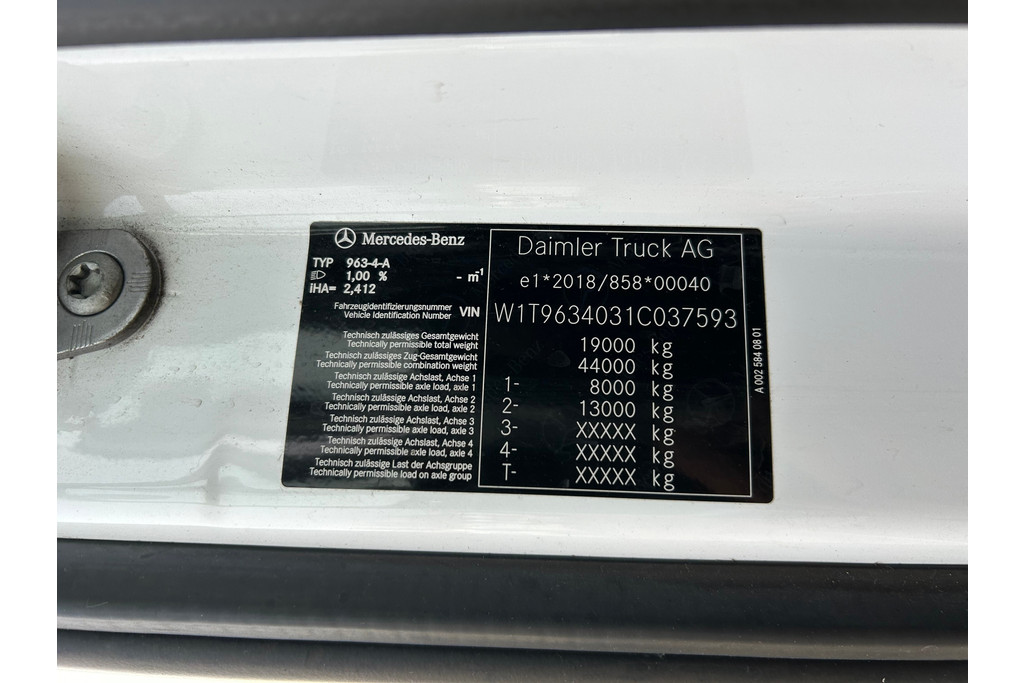 Mercedes-Benz
TYP 963-4-A
1,00 % - m⁻¹
iHA= 2,412
Fahrzeugidentifizierungsnummer
Vehicle Identification Number VIN
Technisch zulässiges Gesamtgewicht
Technically permissible total weight
Technisch zulässiges Zug-Gesamtgewicht
Technically permissible combination weight
Technisch zulässige Achslast, Achse 1
Technically permissible axle load, axle 1
Technisch zulässige Achslast, Achse 2
Technically permissible axle load, axle 2
Technisch zulässige Achslast, Achse 3
Technically permissible axle load, axle 3
Technisch zulässige Achslast, Achse 4
Technically permissible axle load, axle 4
Technisch zulässige Last der Achsgruppe
Technically permissible load on axle group
Daimler Truck AG
e1*2018/858*00040
W1T9634031C037593
19000 kg
44000 kg
1- 8000 kg
2- 13000 kg
3- XXXXX kg
4- XXXXX kg
T- XXXXX kg
A 002 584 08 01